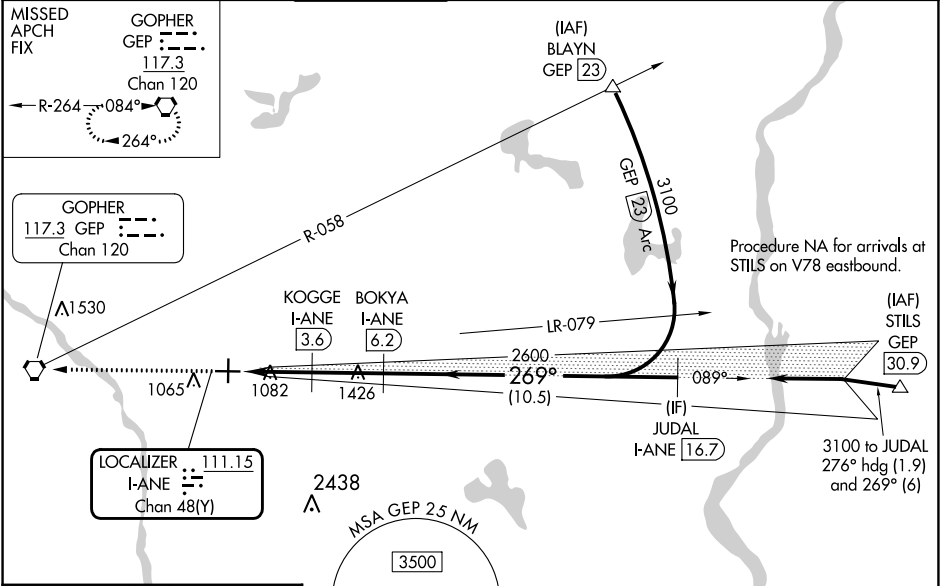 MISSED
APCH
FIX
GOPHER
GEP
117.3
Chan 120
R-264
084°
264°
(IAF)
BLAYN
GEP 23
GOPHER
117.3 GEP
Chan 120
R-058
GEP 23 Arc
3100
Procedure NA for arrivals at
STILS on V78 eastbound.
1530
KOGGE
I-ANE
3.6
BOKYA
I-ANE
6.2
LR-079
(IAF)
STILS
GEP
30.9
2600
269°
(10.5)
089°
1065
1082
1426
(IF)
JUDAL
I-ANE 16.7
3100 to JUDAL
276° hdg (1.9)
and 269° (6)
LOCALIZER 111.15
I-ANE
Chan 48(Y)
2438
MSA GEP 25 NM
3500